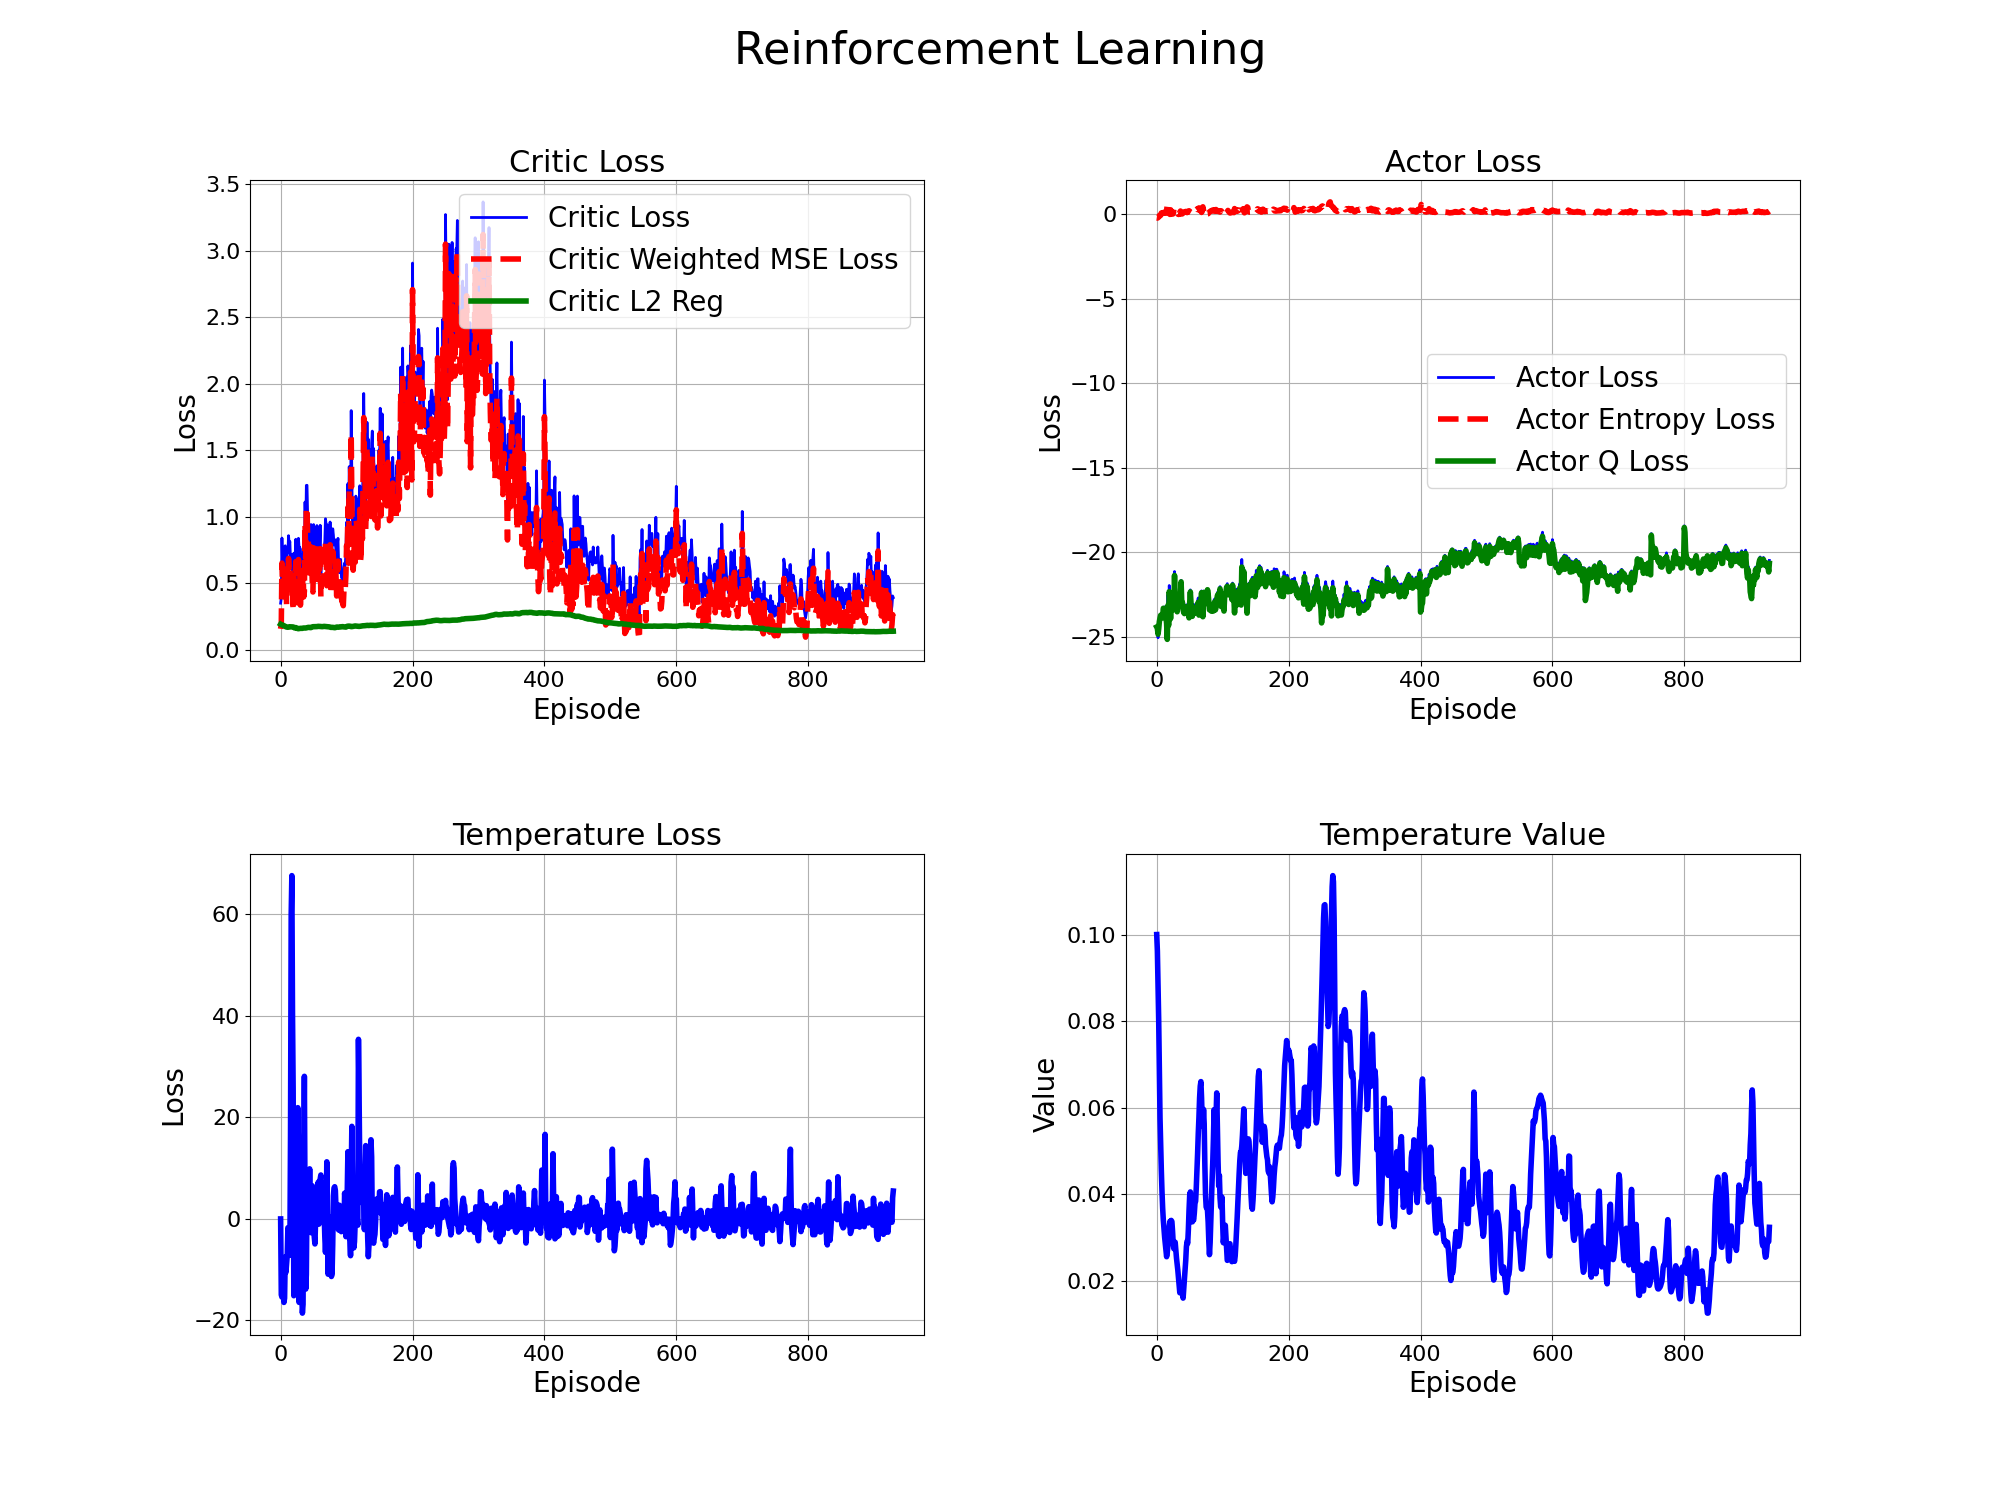 Reinforcement Learning
Critic Loss
3.5
3.0
2.5
2.0
1.5
1.0
0.5
0.0
Loss
Critic Loss
Critic Weighted MSE Loss
Critic L2 Reg
0 200 400 600 800
Episode
Actor Loss
0
−5
−10
−15
−20
−25
Loss
Actor Loss
Actor Entropy Loss
Actor Q Loss
0 200 400 600 800
Episode
Temperature Loss
60
40
20
0
−20
Loss
0 200 400 600 800
Episode
Temperature Value
0.10
0.08
0.06
0.04
0.02
Value
0 200 400 600 800
Episode